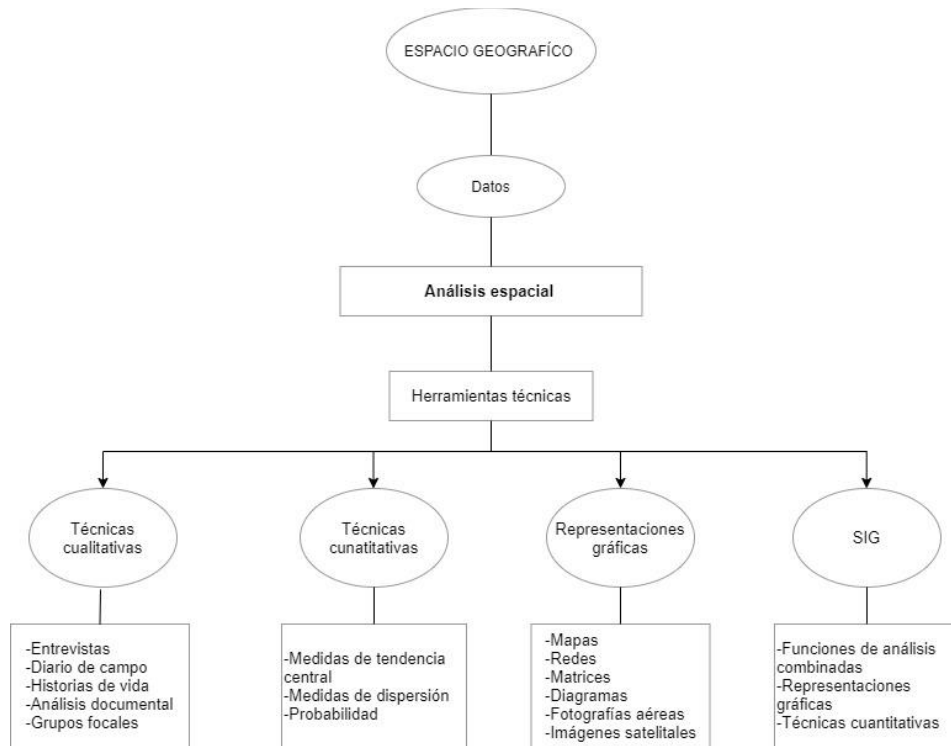 ESPACIO GEOGRAFÍCO
Datos
Análisis espacial
Herramientas técnicas
Técnicas
cualitativas
Técnicas
cunatitativas
Representaciones
gráficas
SIG
-Entrevistas
-Diario de campo
-Historias de vida
-Análisis documental
-Grupos focales
-Medidas de tendencia
central
-Medidas de dispersión
-Probabilidad
-Mapas
-Redes
-Matrices
-Diagramas
-Fotografías aéreas
-Imágenes satelitales
-Funciones de análisis
combinadas
-Representaciones
gráficas
-Técnicas cuantitativas